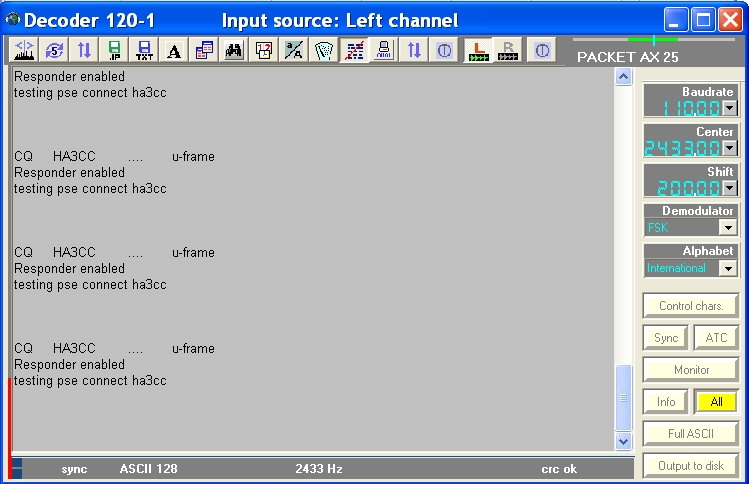 Decoder 120-1 Input source: Left channel
IP TXT A a/A L R
PACKET AX 25
Responder enabled
testing pse connect ha3cc
CQ HA3CC .... u-frame
Responder enabled
testing pse connect ha3cc
CQ HA3CC .... u-frame
Responder enabled
testing pse connect ha3cc
CQ HA3CC .... u-frame
Responder enabled
testing pse connect ha3cc
Baudrate
110.00
Center
2433.00
Shift
200.00
Demodulator
FSK
Alphabet
International
Control chars.
Sync ATC
Monitor
Info All
Full ASCII
Output to disk
sync ASCII 128 2433 Hz crc ok